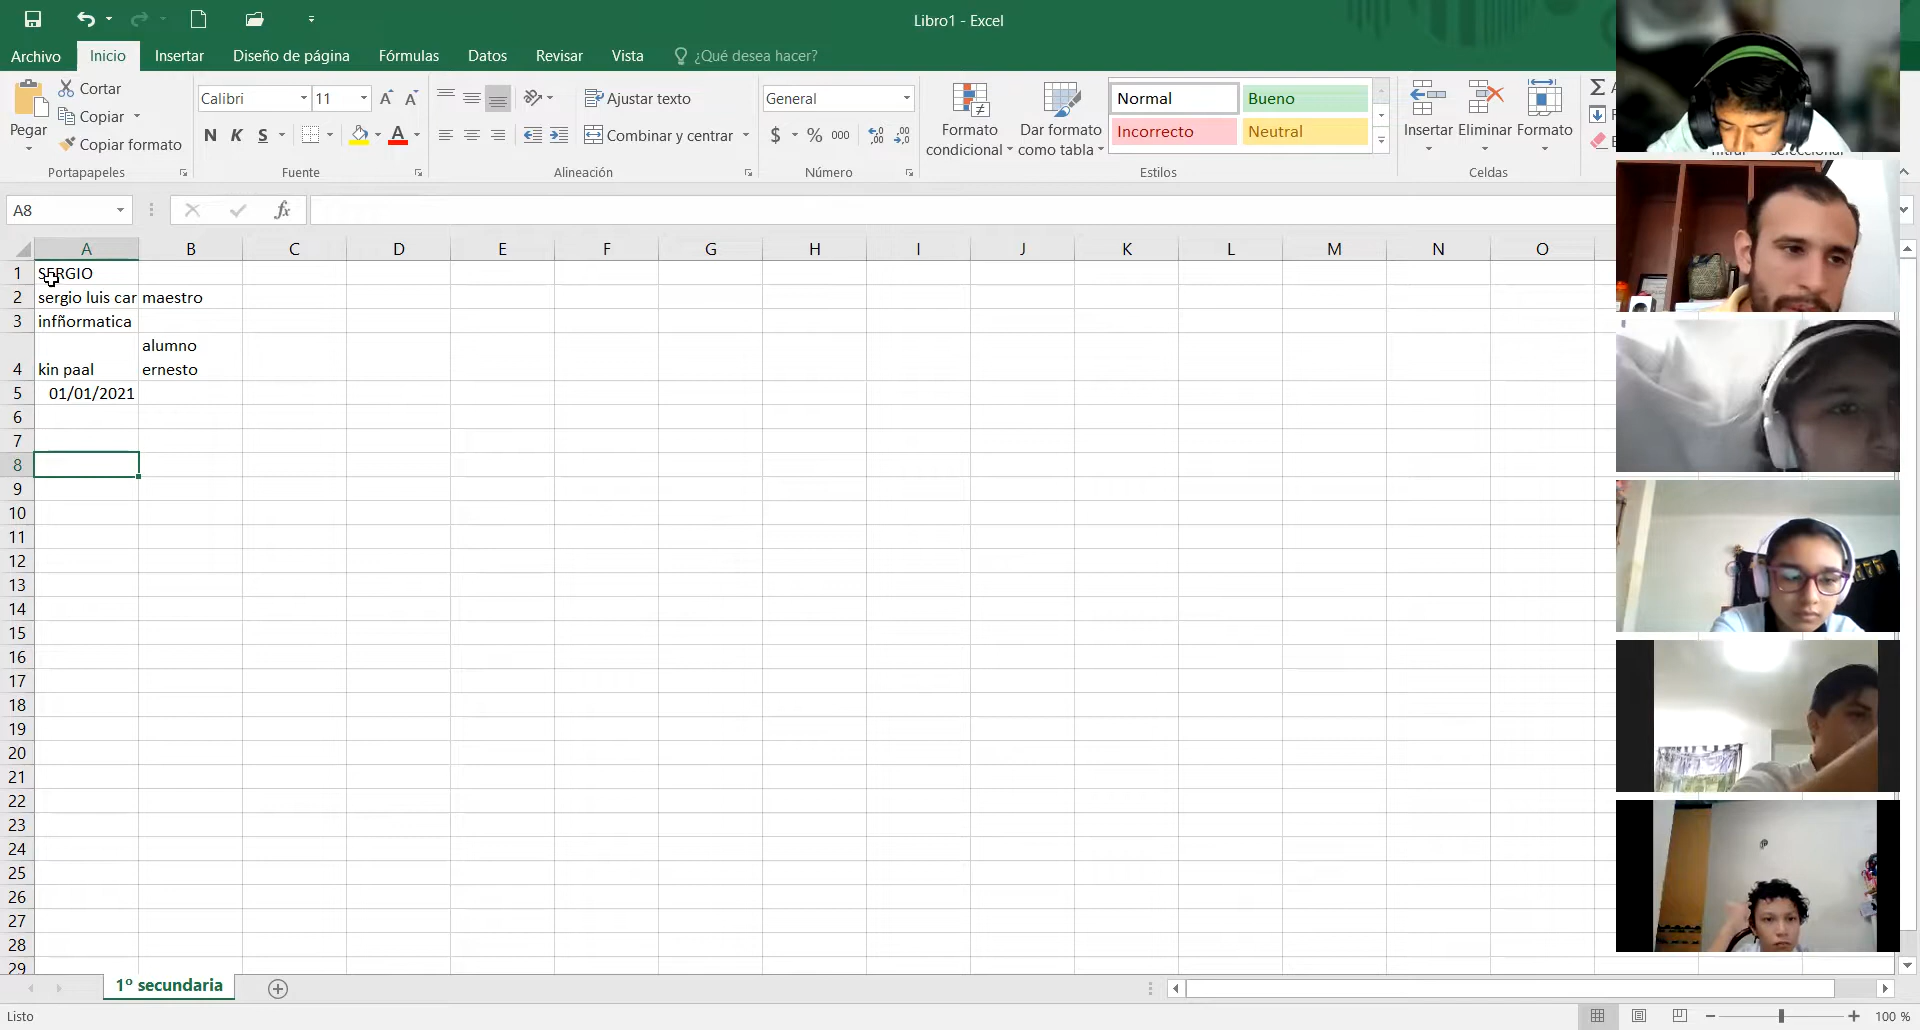 Libro1 - Excel
Archivo Inicio Insertar Diseño de página Fórmulas Datos Revisar Vista ¿Qué desea hacer?
Pegar
Cortar
Copiar
Copiar formato
Portapapeles
Calibri 11
N K S
Fuente
Ajustar texto
Combinar y centrar
Alineación
General
$ % 000
Número
Formato condicional
Dar formato como tabla
Normal Bueno
Incorrecto Neutral
Estilos
Insertar Eliminar Formato
Celdas
A8 fx
A B C D E F G H I J K L M N O
1 SERGIO
2 sergio luis car maestro
3 infñormatica
alumno
4 kin paal ernesto
5 01/01/2021
6
7
8
9
10
11
12
13
14
15
16
17
18
19
20
21
22
23
24
25
26
27
28
29
1º secundaria
Listo 100 %